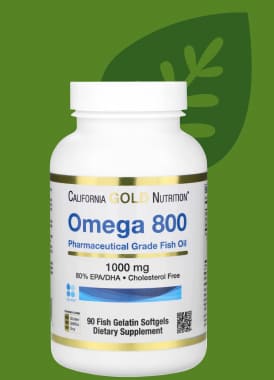 CALIFORNIA GOLD NUTRITION®
Omega 800
Pharmaceutical Grade Fish Oil
1000 mg
80% EPA/DHA • Cholesterol Free
90 Fish Gelatin Softgels
Dietary Supplement